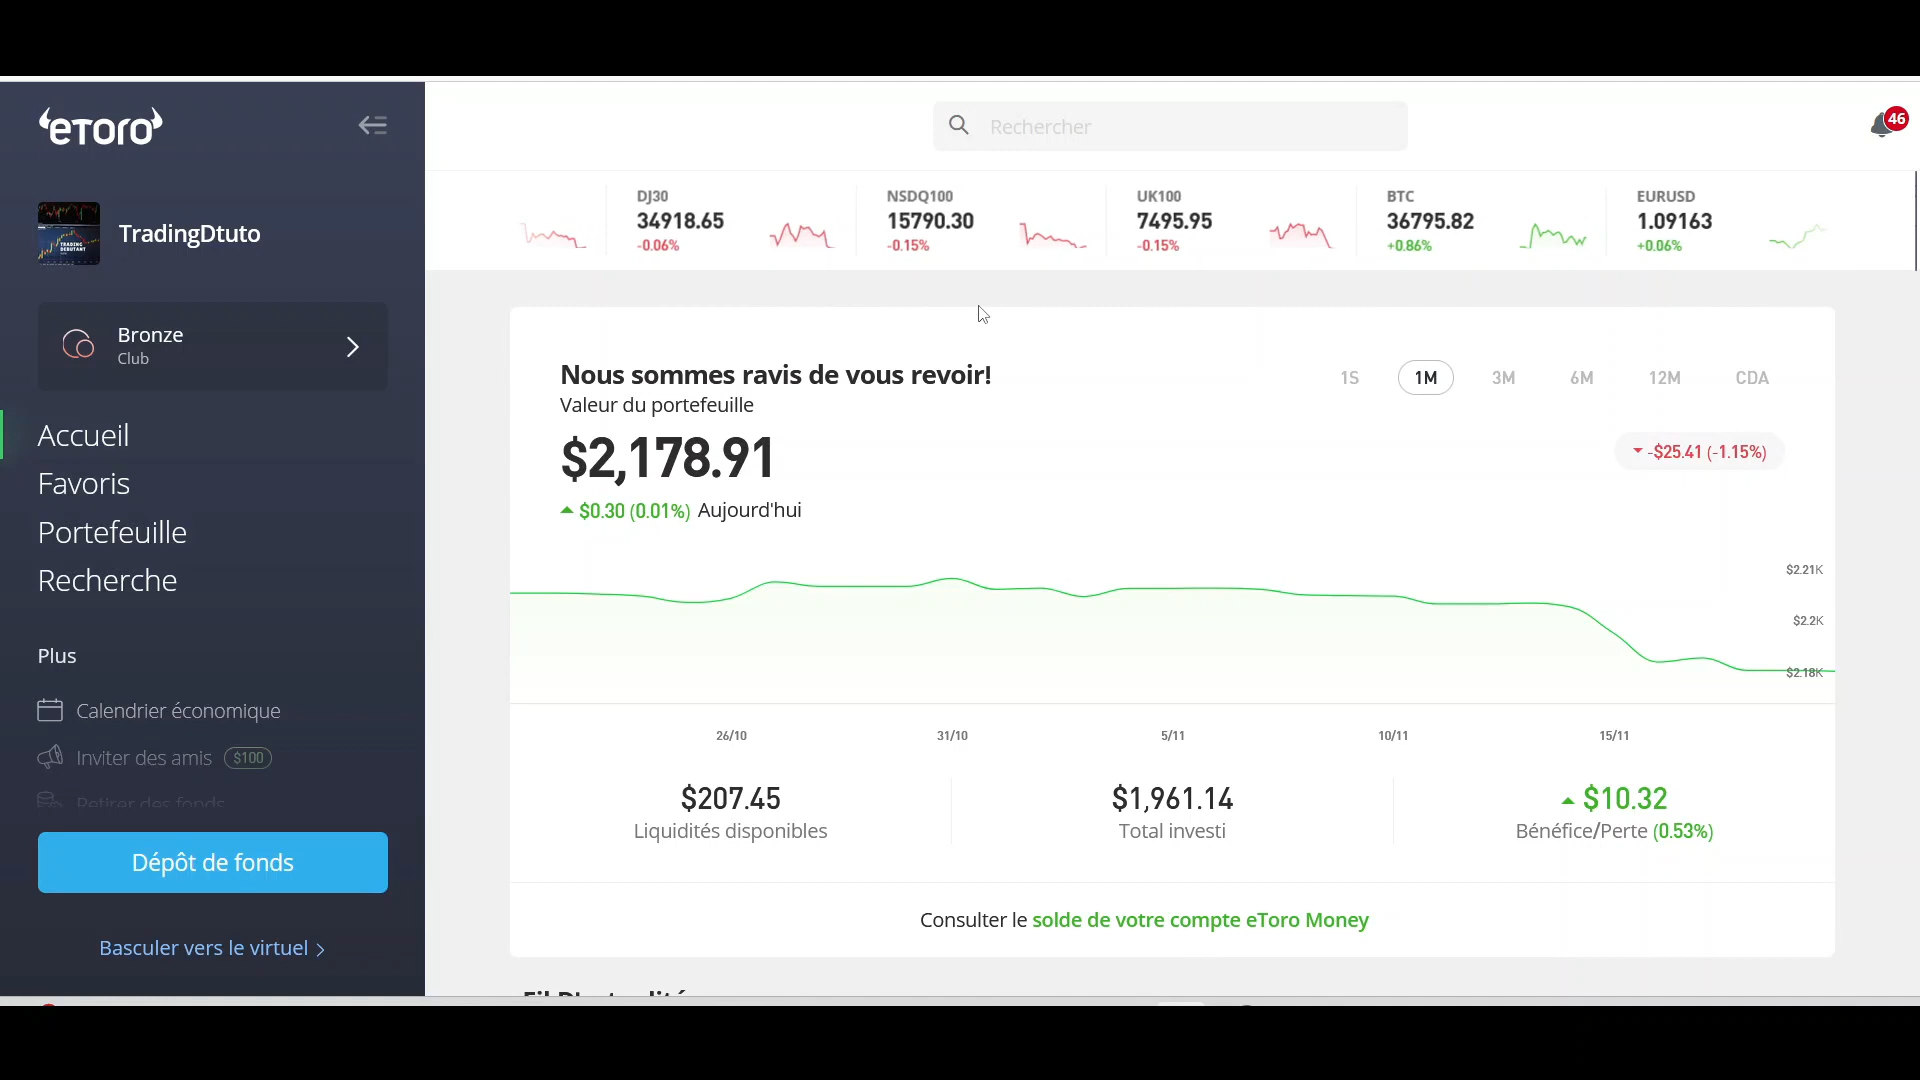 eToro
Rechercher
46
DJ30
34918.65
-0.06%
NSDQ100
15790.30
-0.15%
UK100
7495.95
-0.15%
BTC
36795.82
+0.86%
EURUSD
1.09163
+0.06%
TradingDtuto
Bronze
Club
Accueil
Favoris
Portefeuille
Recherche
Plus
Calendrier économique
Inviter des amis $100
Retirer des fonds
Dépôt de fonds
Basculer vers le virtuel >
Nous sommes ravis de vous revoir!
Valeur du portefeuille
$2,178.91
$0.30 (0.01%) Aujourd'hui
1S 1M 3M 6M 12M CDA
-$25.41 (-1.15%)
$2.21K
$2.2K
$2.18K
26/10 31/10 5/11 10/11 15/11
$207.45
Liquidités disponibles
$1,961.14
Total investi
$10.32
Bénéfice/Perte (0.53%)
Consulter le solde de votre compte eToro Money